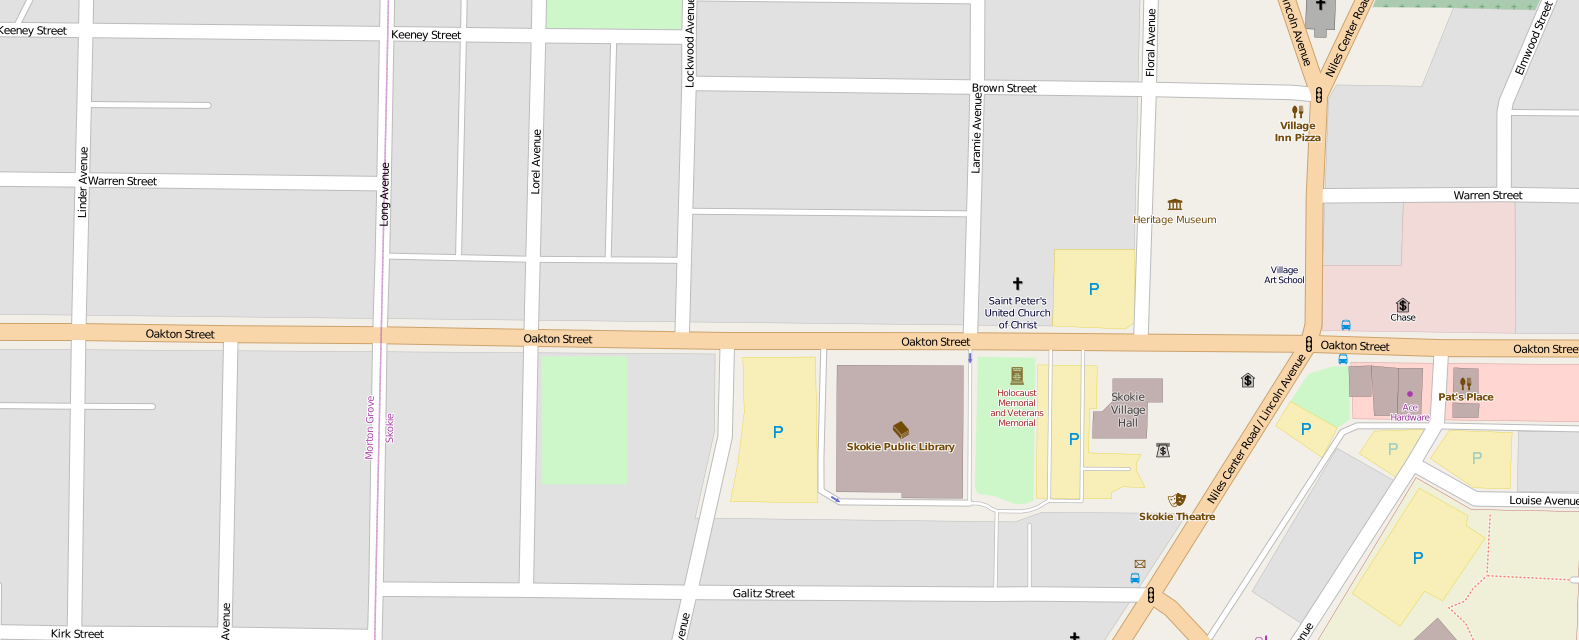 Keeney Street
Keeney Street
Lockwood Avenue
Floral Avenue
Lincoln Avenue
Niles Center Road
Elmwood Street
Brown Street
Village
Inn Pizza
Linder Avenue
Warren Street
Long Avenue
Lorel Avenue
Laramie Avenue
Warren Street
Heritage Museum
Village
Art School
P
Saint Peter's
United Church
of Christ
Chase
Oakton Street
Oakton Street
Oakton Street
Oakton Street
Oakton Street
Morton Grove
Skokie
P
Skokie Public Library
Holocaust
Memorial
and Veterans
Memorial
P
Skokie
Village
Hall
Niles Center Road / Lincoln Avenue
P
Ace
Hardware
Pat's Place
P
P
Skokie Theatre
Louise Avenue
P
Galitz Street
Kirk Street
Avenue
venue
nue